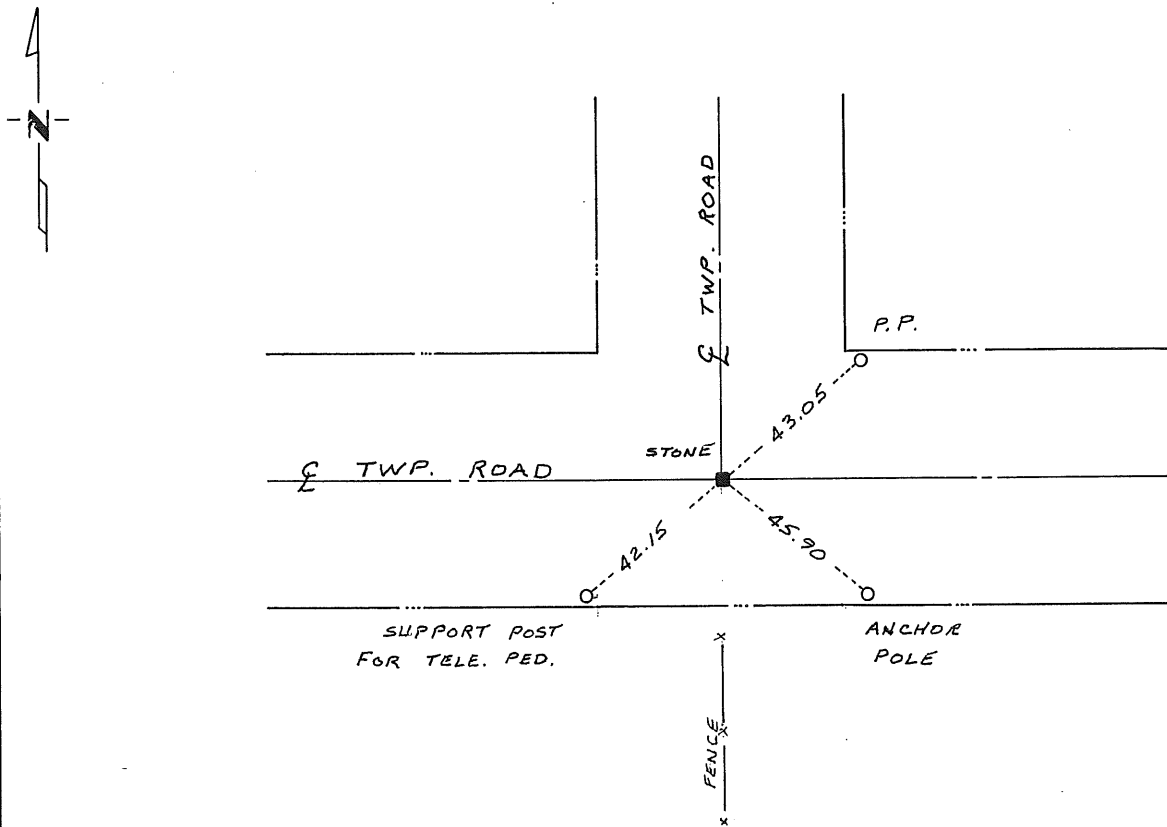 N
TWP. ROAD
P.P.
43.05
STONE
℄ TWP. ROAD
℄
42.15
45.90
SUPPORT POST
FOR TELE. PED.
ANCHOR
POLE
FENCE